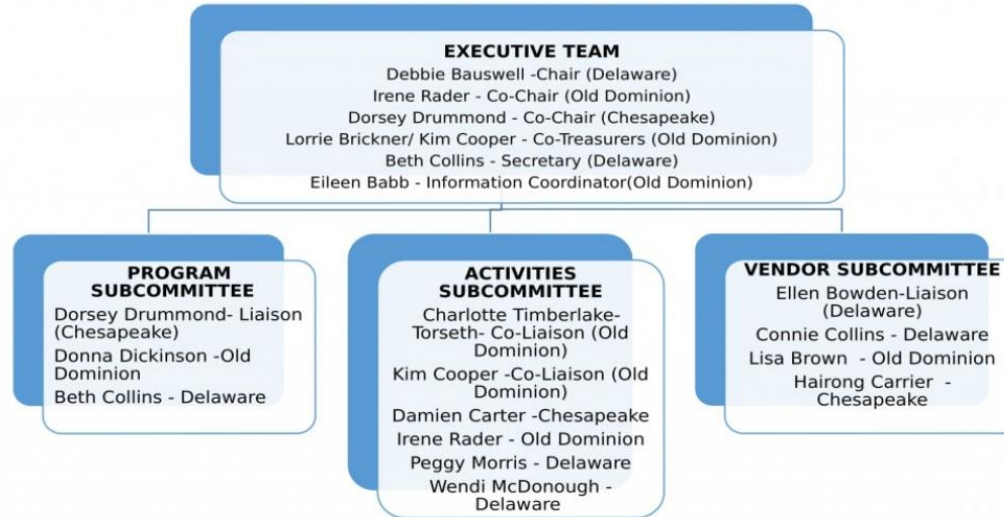 EXECUTIVE TEAM
Debbie Bauswell -Chair (Delaware)
Irene Rader - Co-Chair (Old Dominion)
Dorsey Drummond - Co-Chair (Chesapeake)
Lorrie Brickner/ Kim Cooper - Co-Treasurers (Old Dominion)
Beth Collins - Secretary (Delaware)
Eileen Babb - Information Coordinator(Old Dominion)
PROGRAM
SUBCOMMITTEE
Dorsey Drummond- Liaison
(Chesapeake)
Donna Dickinson -Old
Dominion
Beth Collins - Delaware
ACTIVITIES
SUBCOMMITTEE
Charlotte Timberlake-
Torseth- Co-Liaison (Old
Dominion)
Kim Cooper -Co-Liaison (Old
Dominion)
Damien Carter -Chesapeake
Irene Rader - Old Dominion
Peggy Morris - Delaware
Wendi McDonough -
Delaware
VENDOR SUBCOMMITTEE
Ellen Bowden-Liaison
(Delaware)
Connie Collins - Delaware
Lisa Brown  - Old Dominion
Hairong Carrier  -
Chesapeake